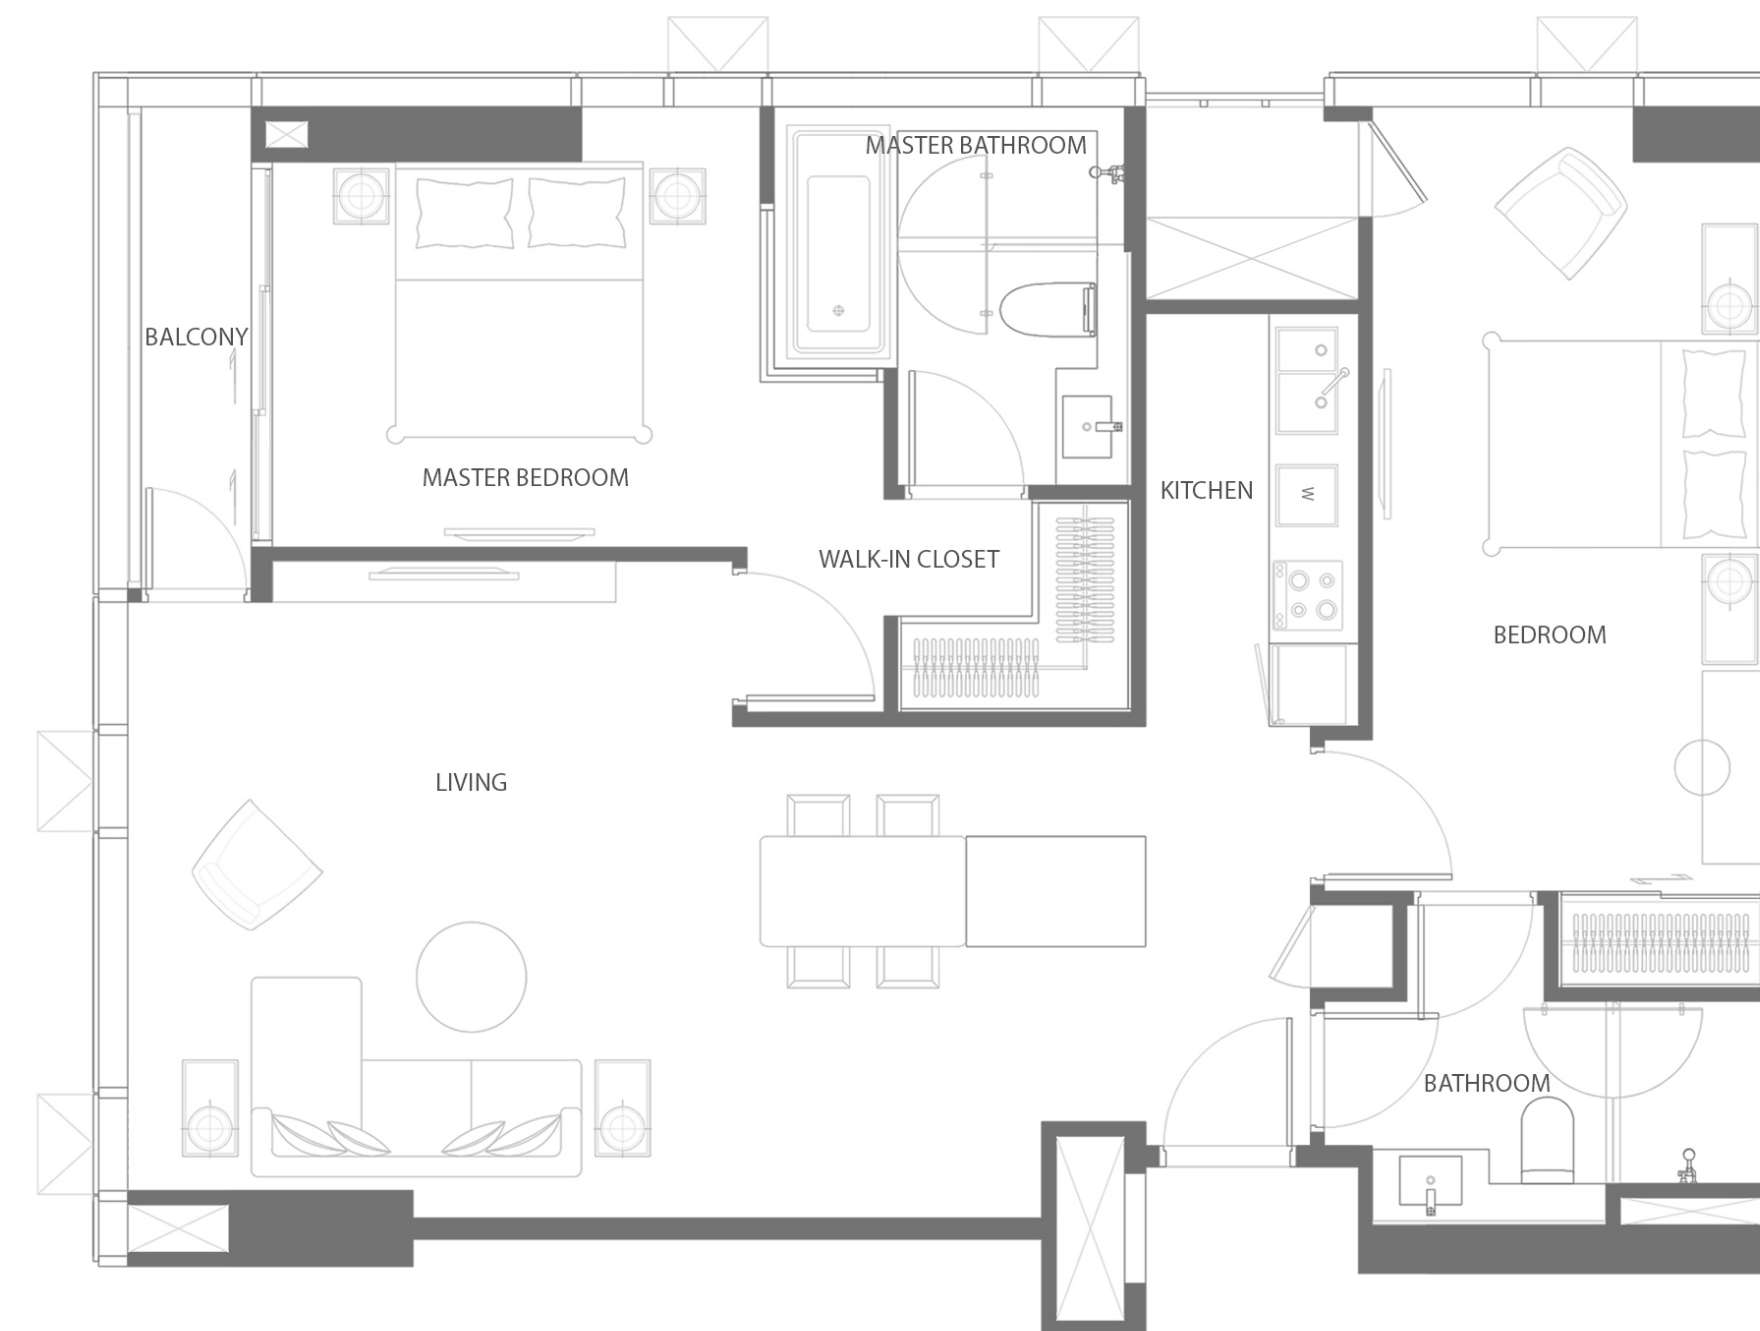 MASTER BATHROOM
BALCONY
MASTER BEDROOM
KITCHEN
W
WALK-IN CLOSET
BEDROOM
LIVING
BATHROOM